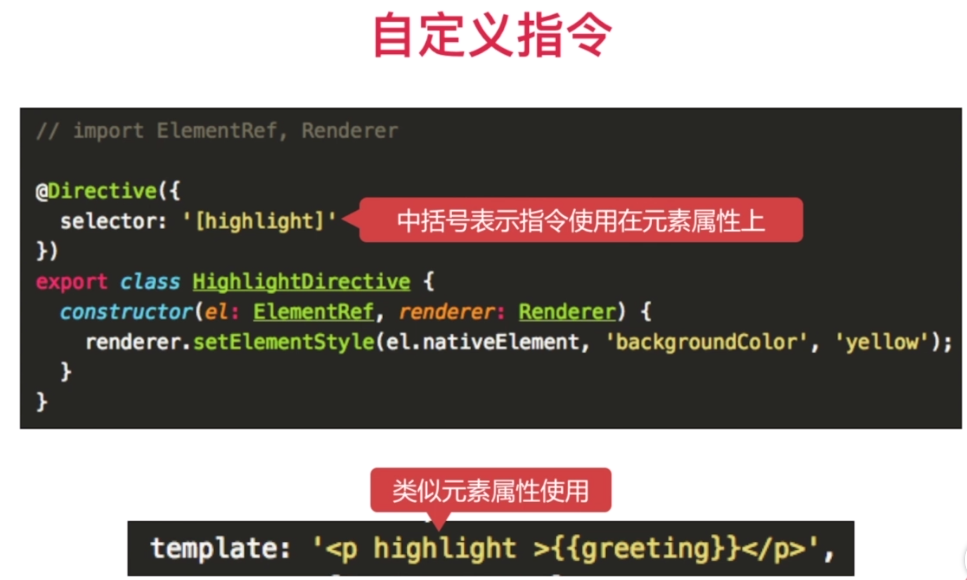 自定义指令
// import ElementRef, Renderer
@Directive({
selector: '[highlight]'
中括号表示指令使用在元素属性上
})
export class HighlightDirective {
constructor(el: ElementRef, renderer: Renderer) {
renderer.setElementStyle(el.nativeElement, 'backgroundColor', 'yellow');
}
}
类似元素属性使用
template: '<p highlight >{{greeting}}</p>',